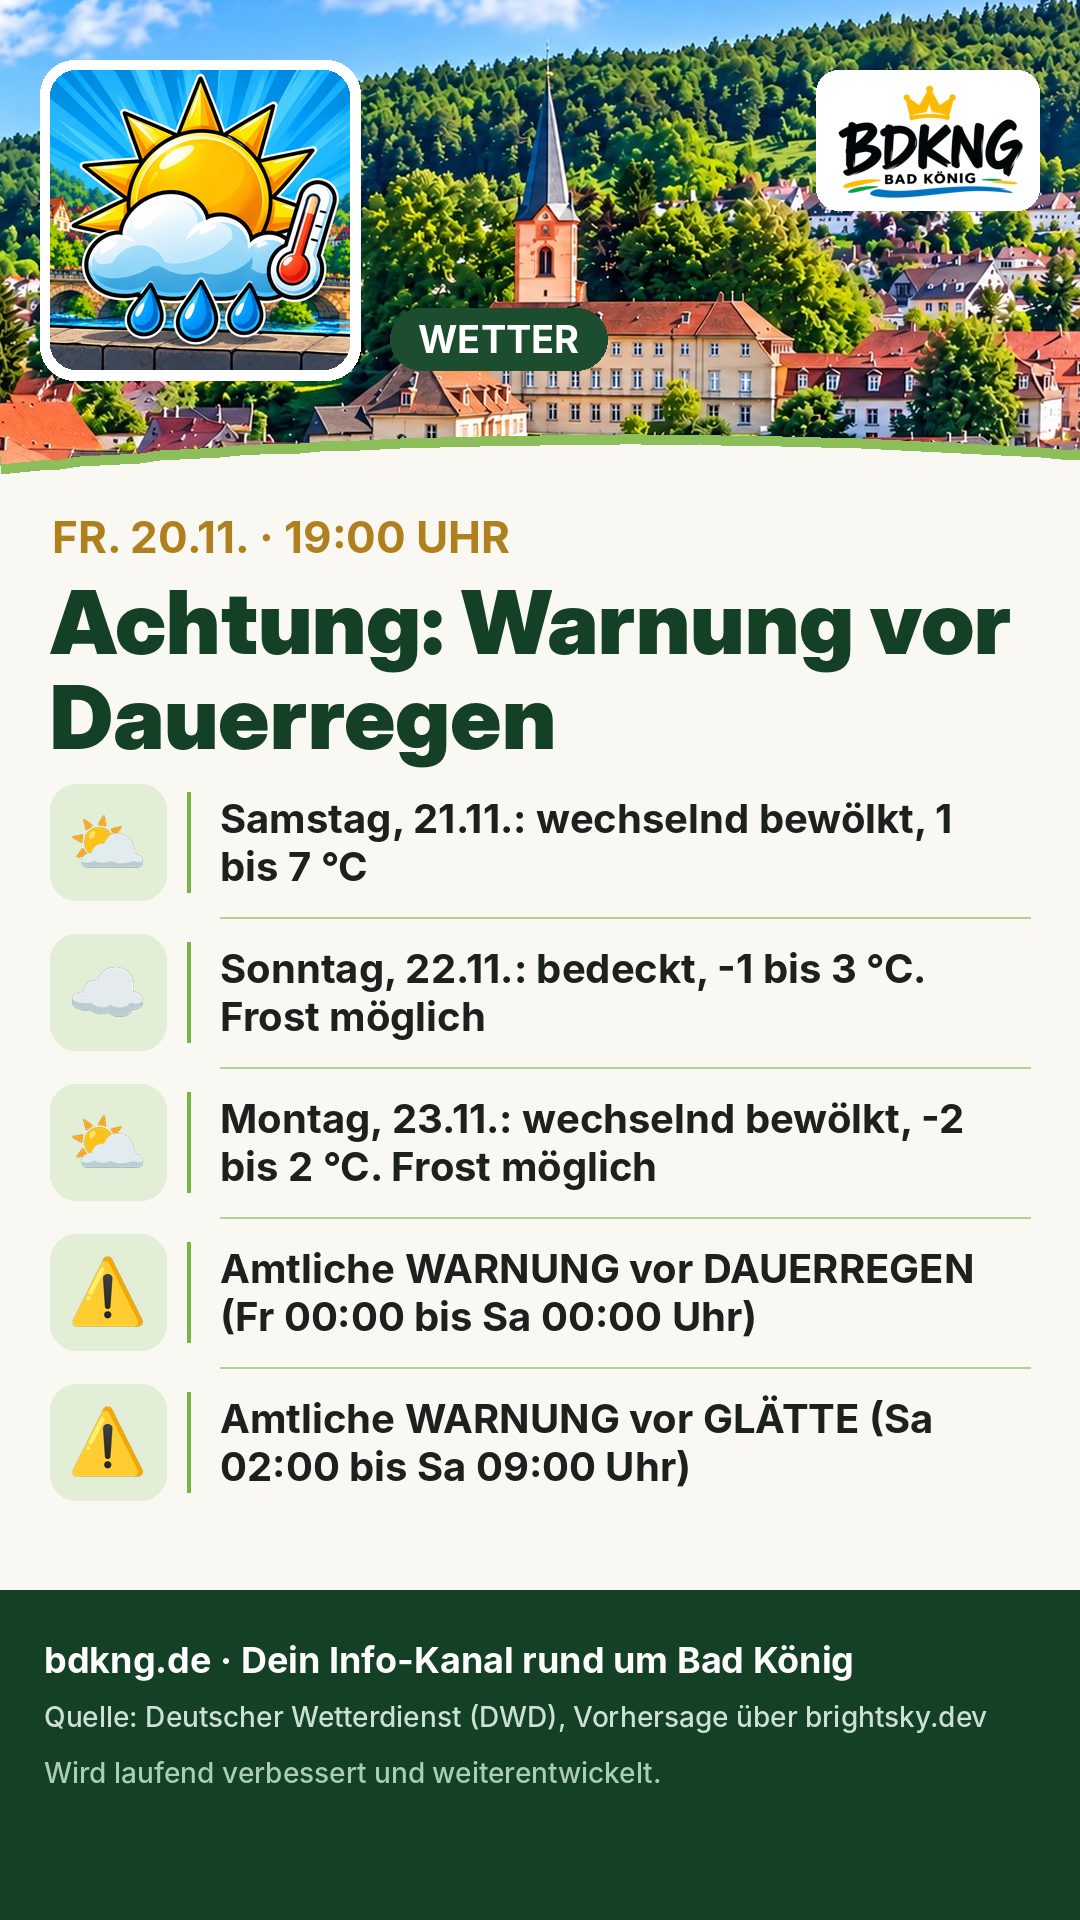 BDKNG
BAD KÖNIG
WETTER
FR. 20.11. · 19:00 UHR
Achtung: Warnung vor
Dauerregen
Samstag, 21.11.: wechselnd bewölkt, 1
bis 7 °C
Sonntag, 22.11.: bedeckt, -1 bis 3 °C.
Frost möglich
Montag, 23.11.: wechselnd bewölkt, -2
bis 2 °C. Frost möglich
Amtliche WARNUNG vor DAUERREGEN
(Fr 00:00 bis Sa 00:00 Uhr)
Amtliche WARNUNG vor GLÄTTE (Sa
02:00 bis Sa 09:00 Uhr)
bdkng.de · Dein Info-Kanal rund um Bad König
Quelle: Deutscher Wetterdienst (DWD), Vorhersage über brightsky.dev
Wird laufend verbessert und weiterentwickelt.